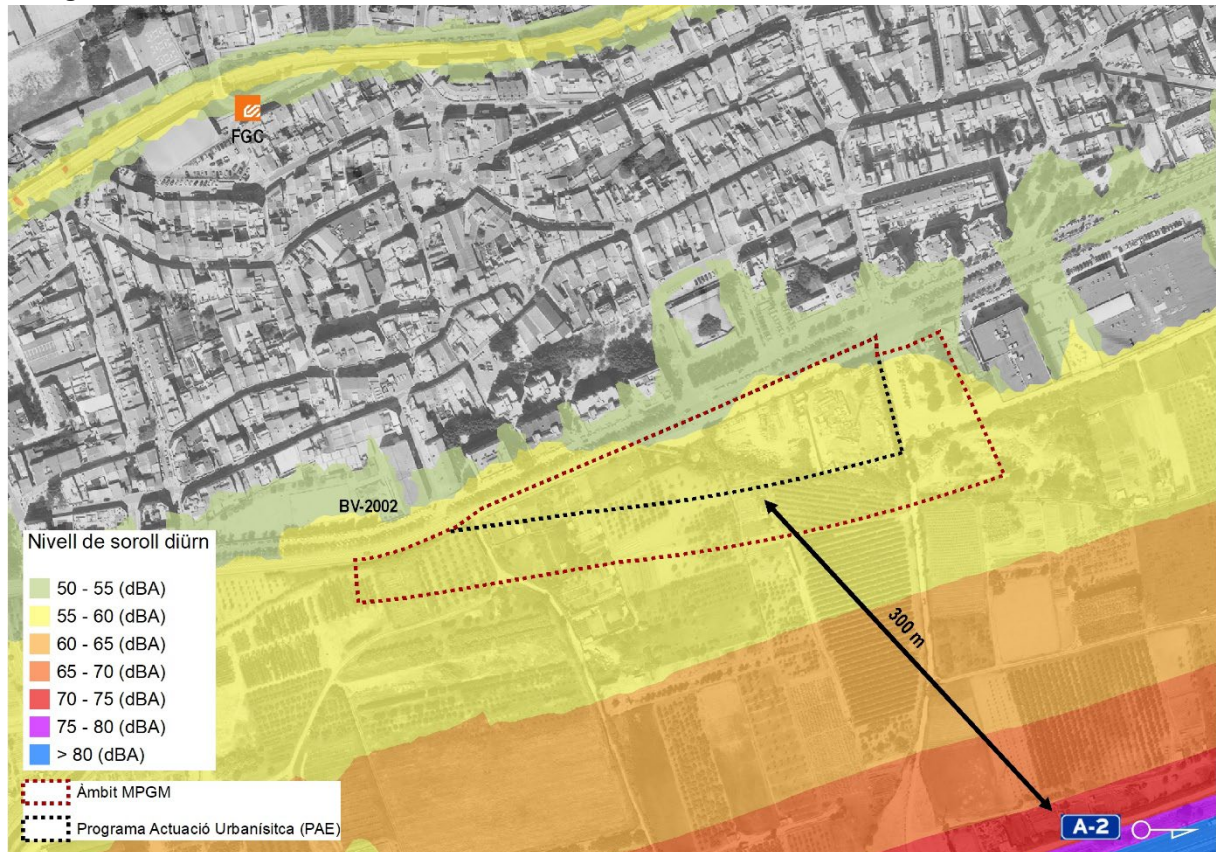 FGC
BV-2002
300 m
Nivell de soroll diürn
50 - 55 (dBA)
55 - 60 (dBA)
60 - 65 (dBA)
65 - 70 (dBA)
70 - 75 (dBA)
75 - 80 (dBA)
> 80 (dBA)
Àmbit MPGM
Programa Actuació Urbanísitca (PAE)
A-2